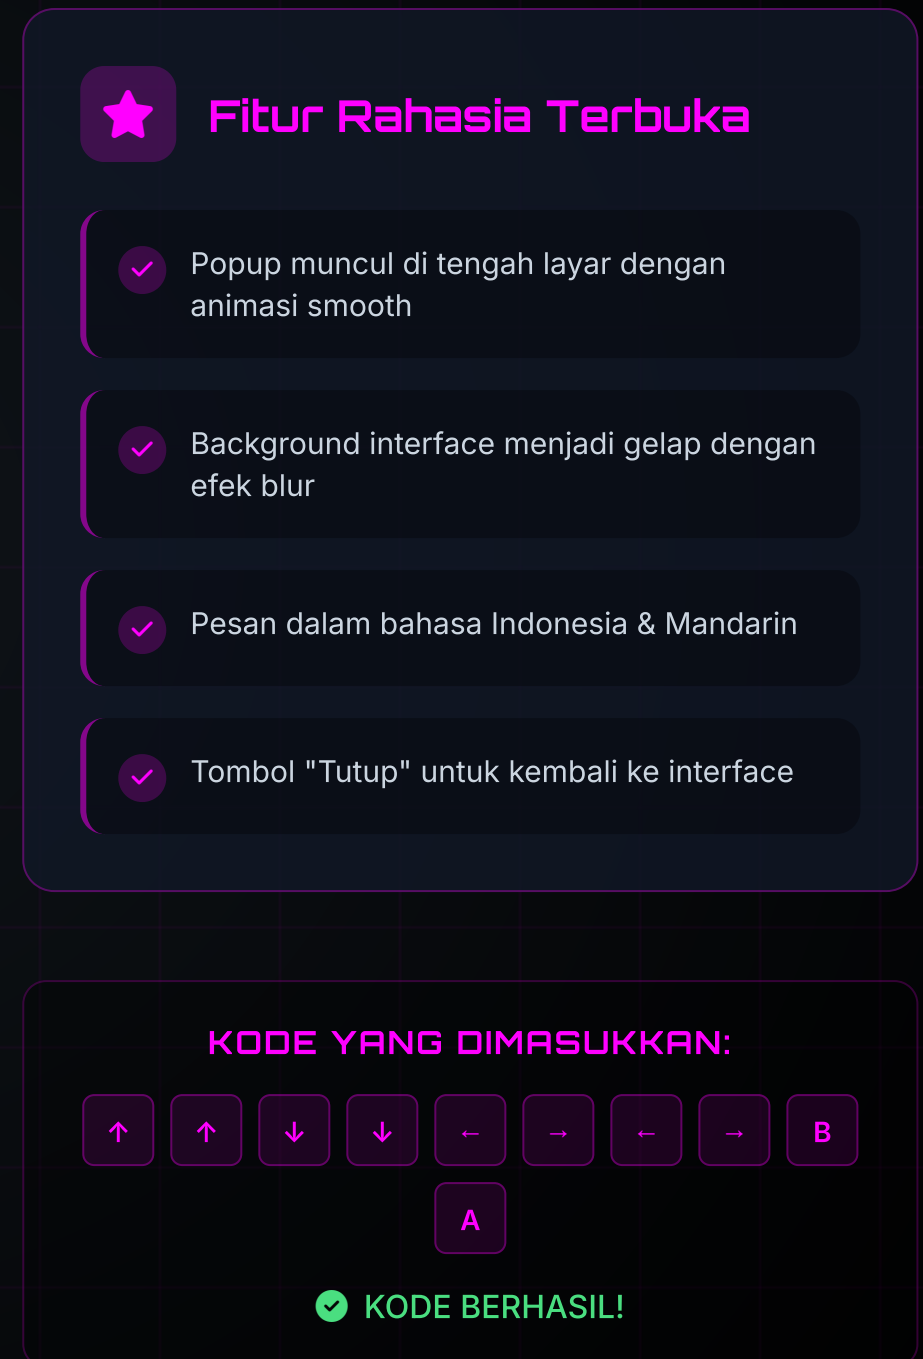 Fitur Rahasia Terbuka
Popup muncul di tengah layar dengan
animasi smooth
Background interface menjadi gelap dengan
efek blur
Pesan dalam bahasa Indonesia & Mandarin
Tombol "Tutup" untuk kembali ke interface
KODE YANG DIMASUKKAN:
↑ ↑ ↓ ↓ ← → ← → B
A
KODE BERHASIL!